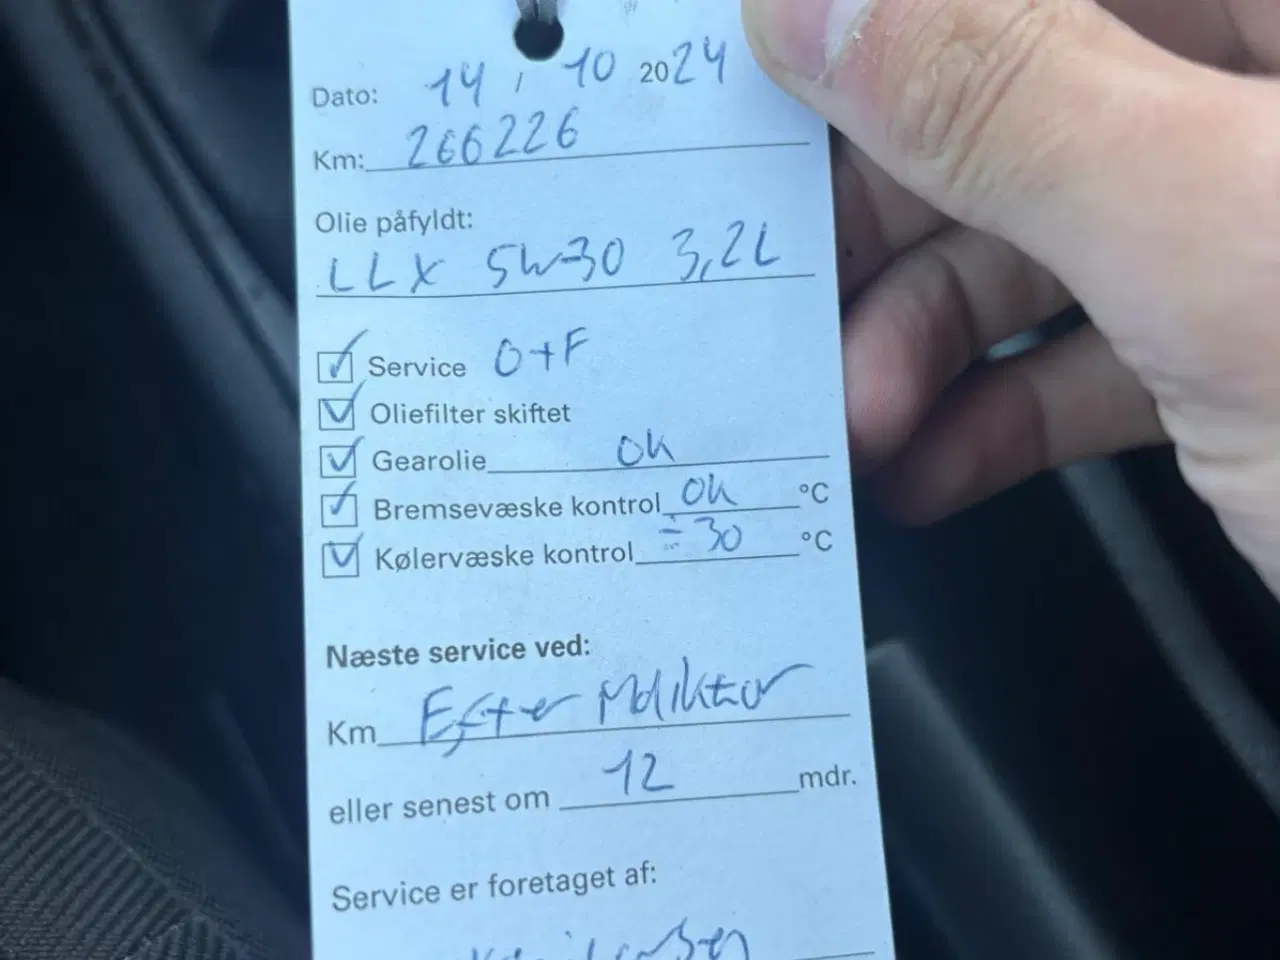 Dato: 14, 10 2024
Km: 266226
Olie påfyldt:
LLX 5W-30 3,2L
Service O+F
Oliefilter skiftet
Gearolie ok
Bremsevæske kontrol ok °C
Kølervæske kontrol ÷30 °C
Næste service ved:
Km Efter
eller senest om 12 mdr.
Service er foretaget af: